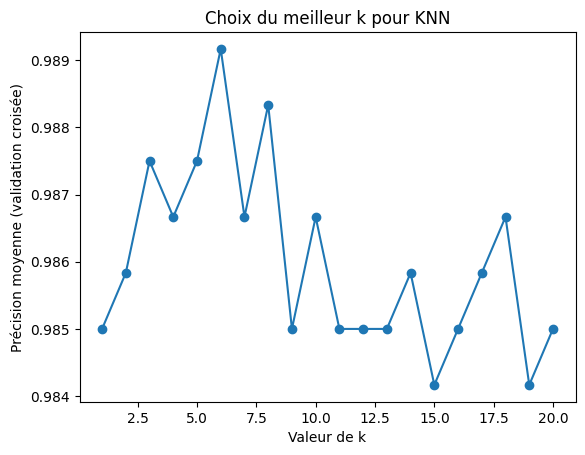 Choix du meilleur k pour KNN
Précision moyenne (validation croisée)
0.989
0.988
0.987
0.986
0.985
0.984
2.5 5.0 7.5 10.0 12.5 15.0 17.5 20.0
Valeur de k